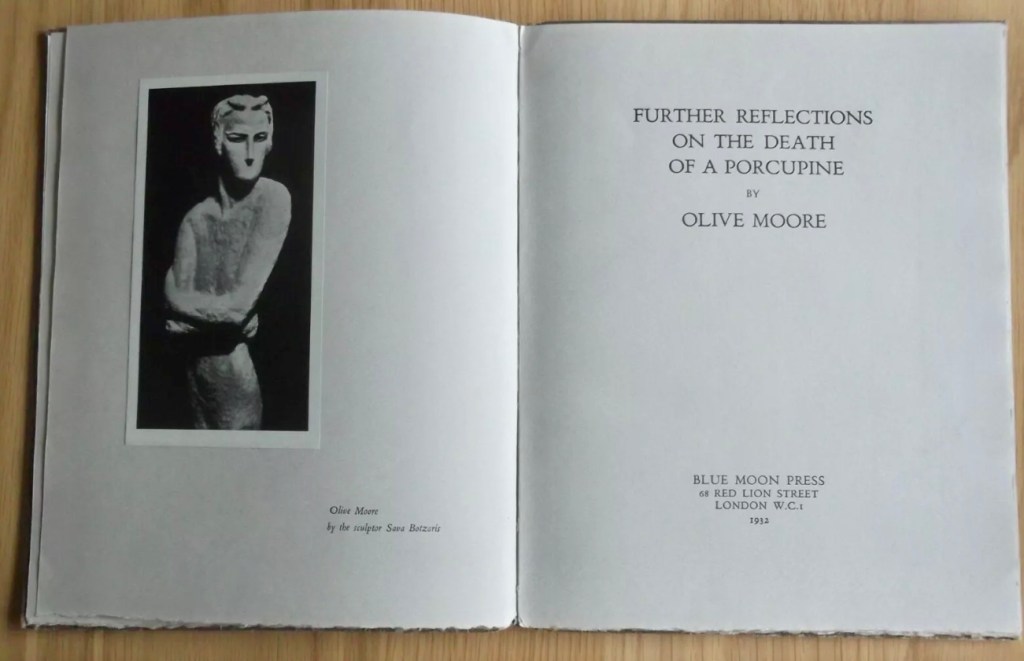 Olive Moore
by the sculptor Sava Botzaris
FURTHER REFLECTIONS
ON THE DEATH
OF A PORCUPINE
BY
OLIVE MOORE
BLUE MOON PRESS
68 RED LION STREET
LONDON W.C.1
1932